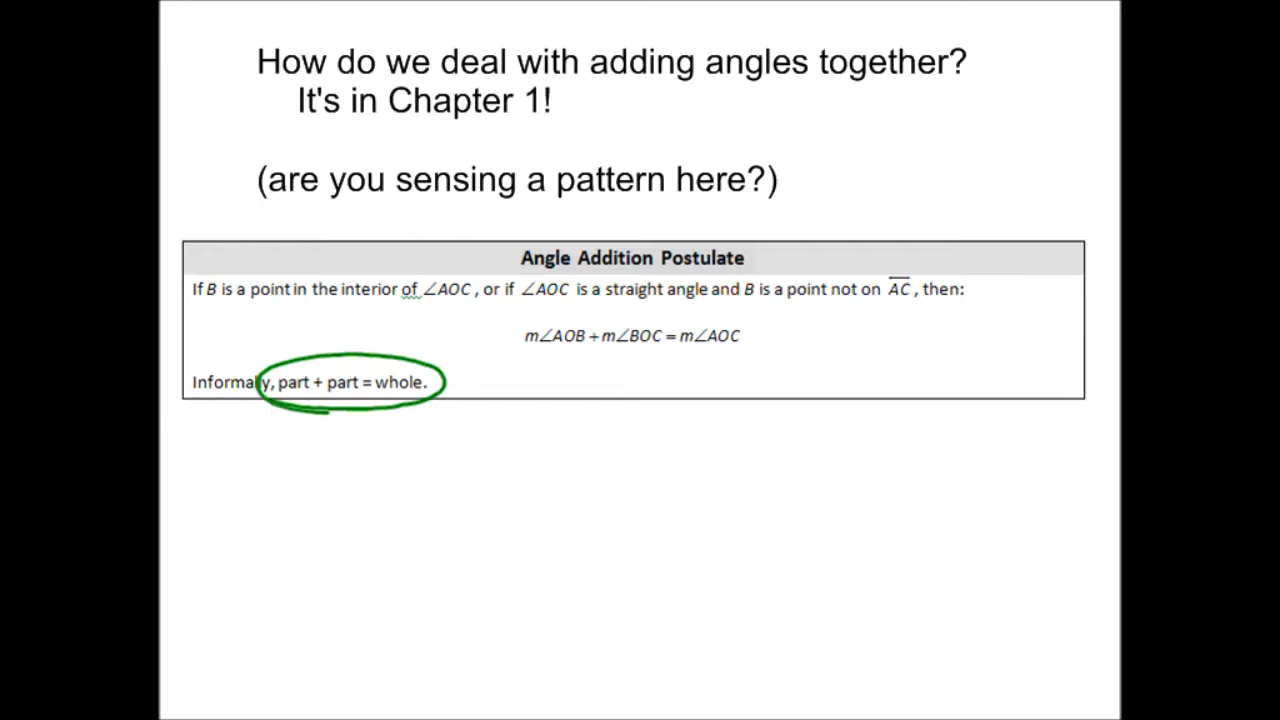 How do we deal with adding angles together?
It's in Chapter 1!
(are you sensing a pattern here?)
Angle Addition Postulate
If B is a point in the interior of ∠AOC, or if ∠AOC is a straight angle and B is a point not on A͞C, then:
m∠AOB + m∠BOC = m∠AOC
Informally, part + part = whole.